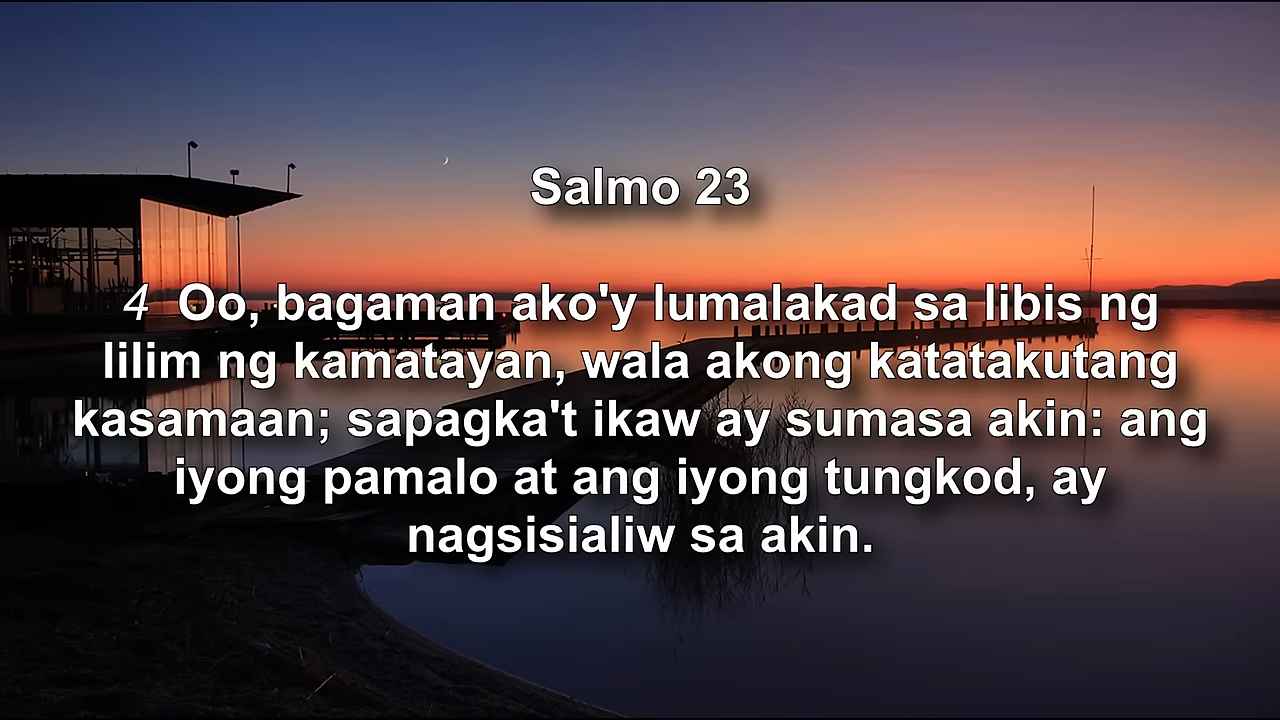 Salmo 23
4 Oo, bagaman ako'y lumalakad sa libis ng
lilim ng kamatayan, wala akong katatakutang
kasamaan; sapagka't ikaw ay sumasa akin: ang
iyong pamalo at ang iyong tungkod, ay
nagsisialiw sa akin.